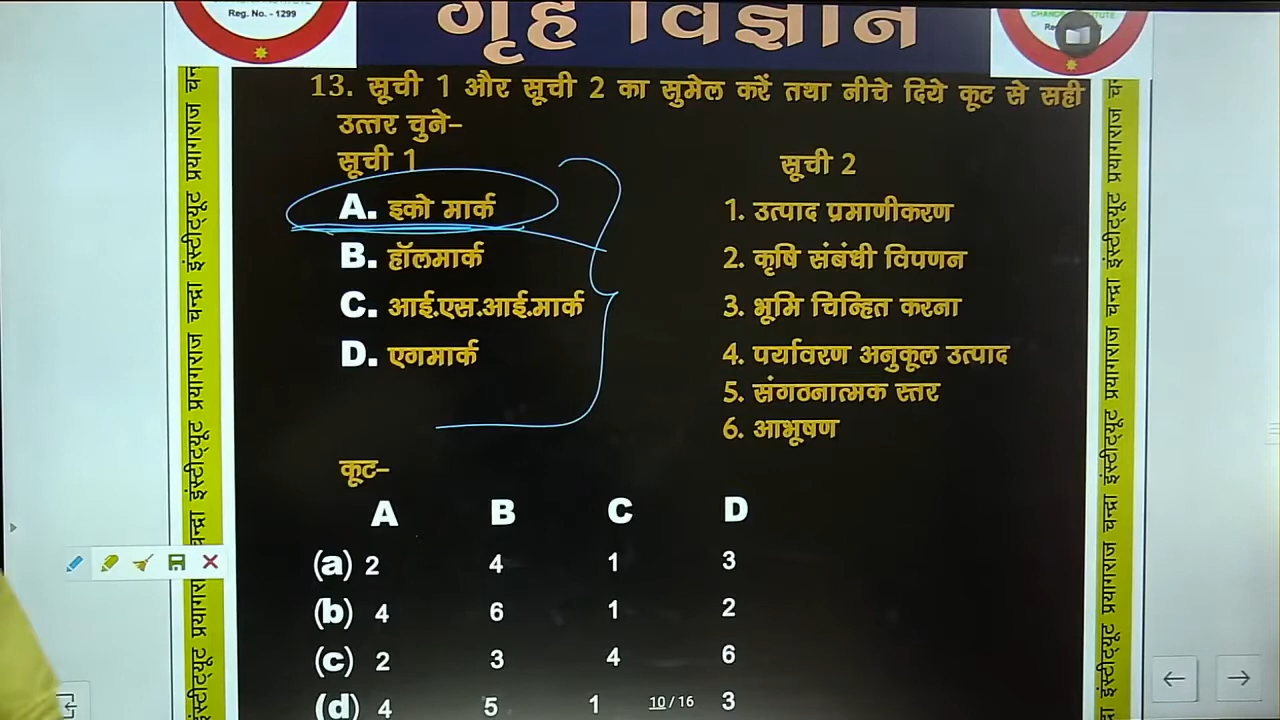 Reg. No. - 1299
गृह विज्ञान
13. सूची 1 और सूची 2 का सुमेल करें तथा नीचे दिये कूट से सही
उत्तर चुने-
सूची 1
सूची 2
A. इको मार्क
1. उत्पाद प्रमाणीकरण
B. हॉलमार्क
2. कृषि संबंधी विपणन
C. आई.एस.आई.मार्क
3. भूमि चिन्हित करना
D. एगमार्क
4. पर्यावरण अनुकूल उत्पाद
5. संगठनात्मक स्तर
6. आभूषण
कूट-
A B C D
(a) 2 4 1 3
(b) 4 6 1 2
(c) 2 3 4 6
(d) 4 5 1 3
10 / 16
चन्द्रा इंस्टीट्यूट प्रयागराज
चन्द्रा इंस्टीट्यूट प्रयागराज